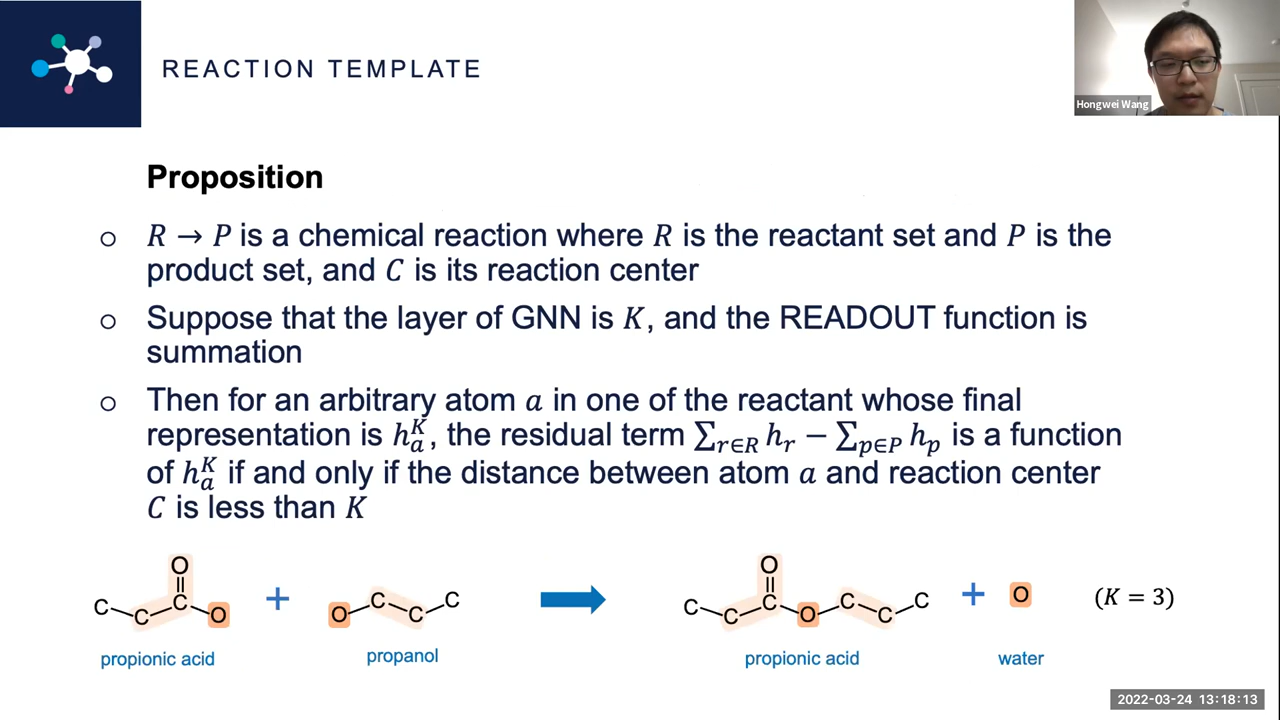 REACTION TEMPLATE
Hongwei Wang
Proposition
○ R → P is a chemical reaction where R is the reactant set and P is the
product set, and C is its reaction center
○ Suppose that the layer of GNN is K, and the READOUT function is
summation
○ Then for an arbitrary atom a in one of the reactant whose final
representation is h_a^K, the residual term ∑_{r∈R} h_r − ∑_{p∈P} h_p is a function
of h_a^K if and only if the distance between atom a and reaction center
C is less than K
O O
C C C O + O C C C C C C O C C C + O (K = 3)
propionic acid propanol propionic acid water
2022-03-24 13:18:13